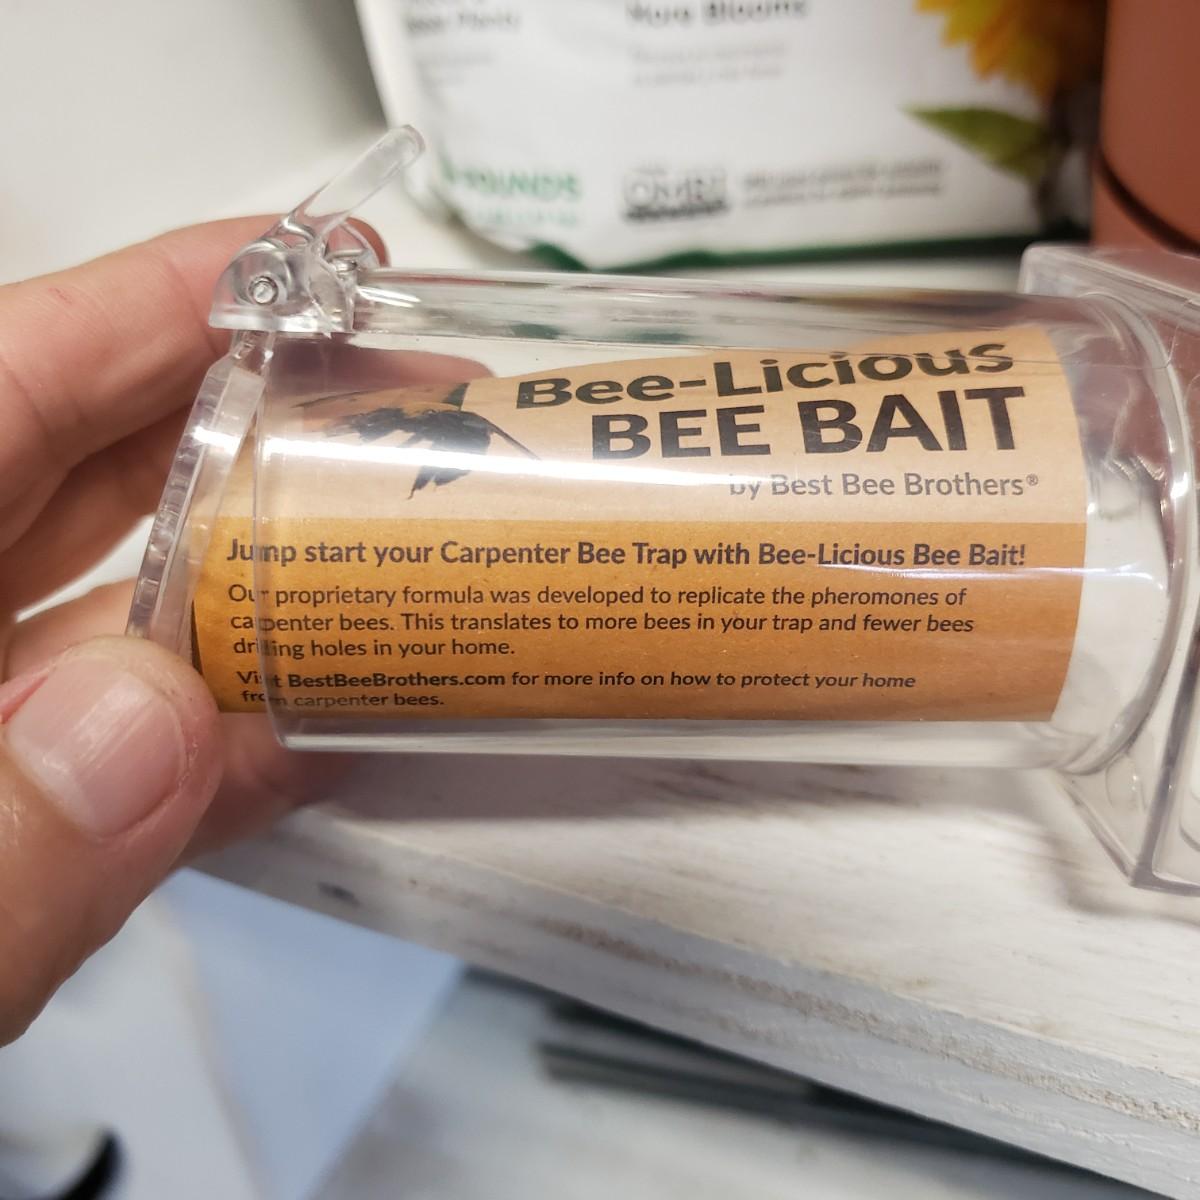 More Blooms
OMRI
Bee-Licious
BEE BAIT
by Best Bee Brothers®
Jump start your Carpenter Bee Trap with Bee-Licious Bee Bait!
Our proprietary formula was developed to replicate the pheromones of
carpenter bees. This translates to more bees in your trap and fewer bees
drilling holes in your home.
Visit BestBeeBrothers.com for more info on how to protect your home
from carpenter bees.